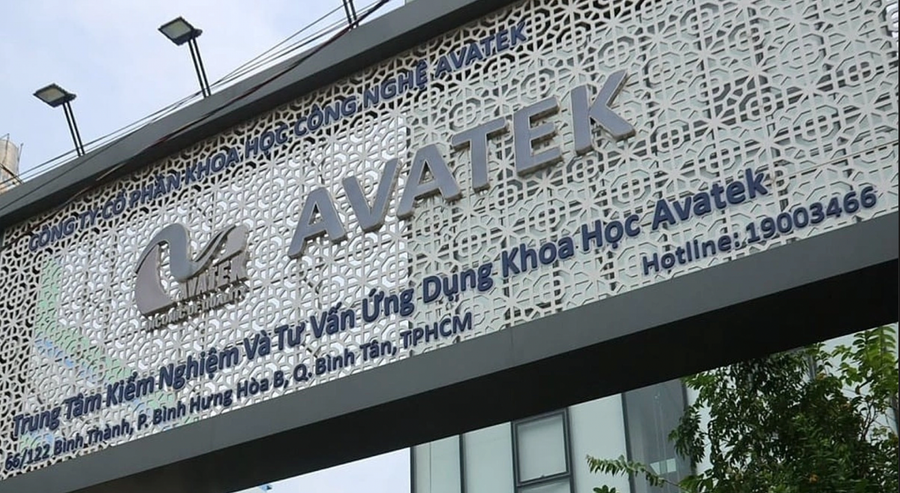 CÔNG TY CỔ PHẦN KHOA HỌC CÔNG NGHỆ AVATEK
AVATEK
AVATEK
Trung Tâm Kiểm Nghiệm Và Tư Vấn Ứng Dụng Khoa Học Avatek
66/122 Bình Thành, P. Bình Hưng Hòa B, Q. Bình Tân, TPHCM
Hotline: 19003466